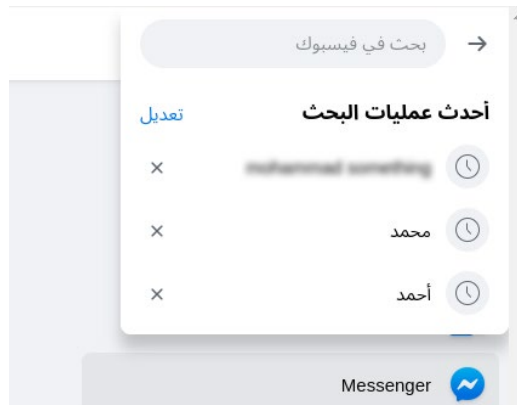 بحث في فيسبوك
أحدث عمليات البحث
تعديل
محمد
أحمد
Messenger